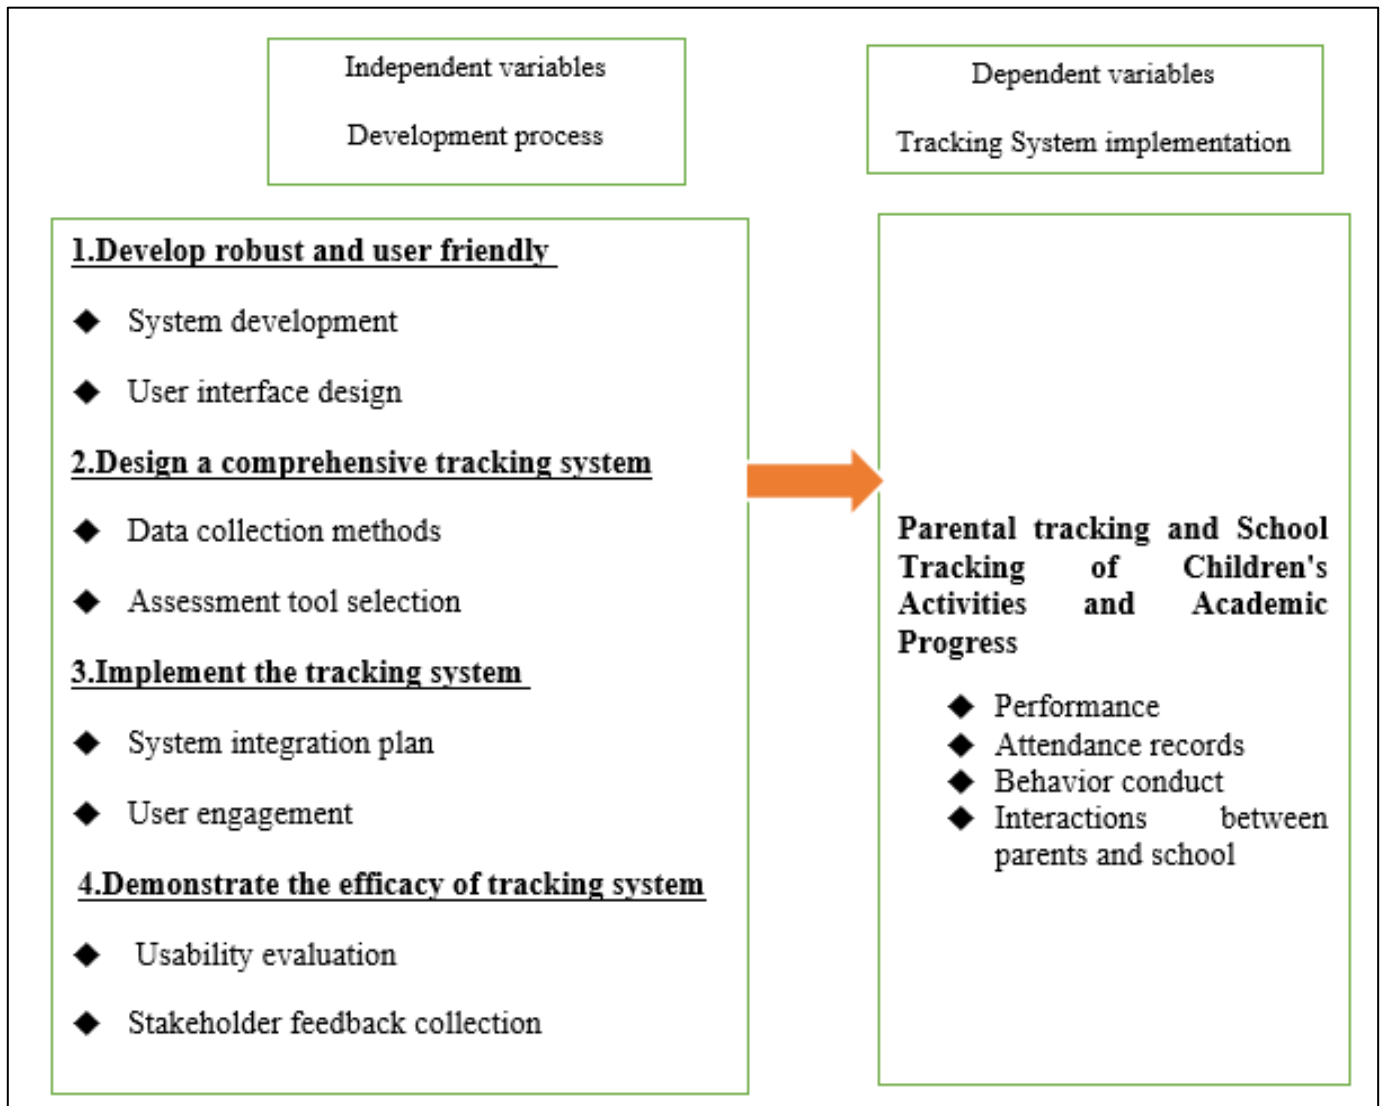 Independent variables
Development process
Dependent variables
Tracking System implementation
1.Develop robust and user friendly
◆ System development
◆ User interface design
2.Design a comprehensive tracking system
◆ Data collection methods
◆ Assessment tool selection
3.Implement the tracking system
◆ System integration plan
◆ User engagement
4.Demonstrate the efficacy of tracking system
◆ Usability evaluation
◆ Stakeholder feedback collection
Parental tracking and School
Tracking of Children's
Activities and Academic
Progress
◆ Performance
◆ Attendance records
◆ Behavior conduct
◆ Interactions between
parents and school